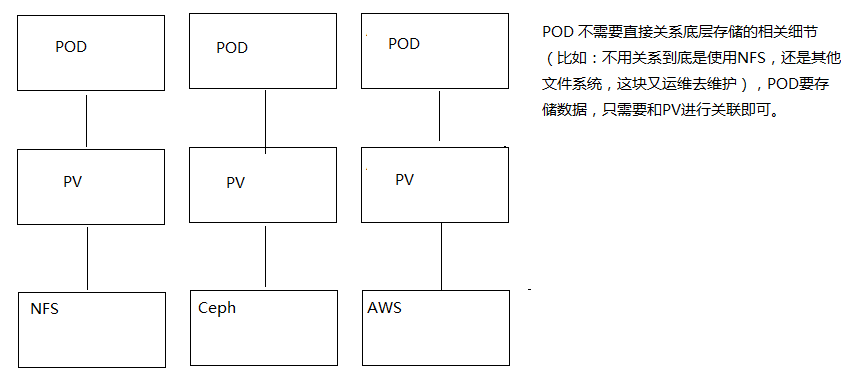 POD
POD
POD
POD 不需要直接关系底层存储的相关细节
（比如：不用关系到底是使用NFS，还是其他
文件系统，这块又运维去维护），POD要存
储数据，只需要和PV进行关联即可。
PV
PV
PV
NFS
Ceph
AWS